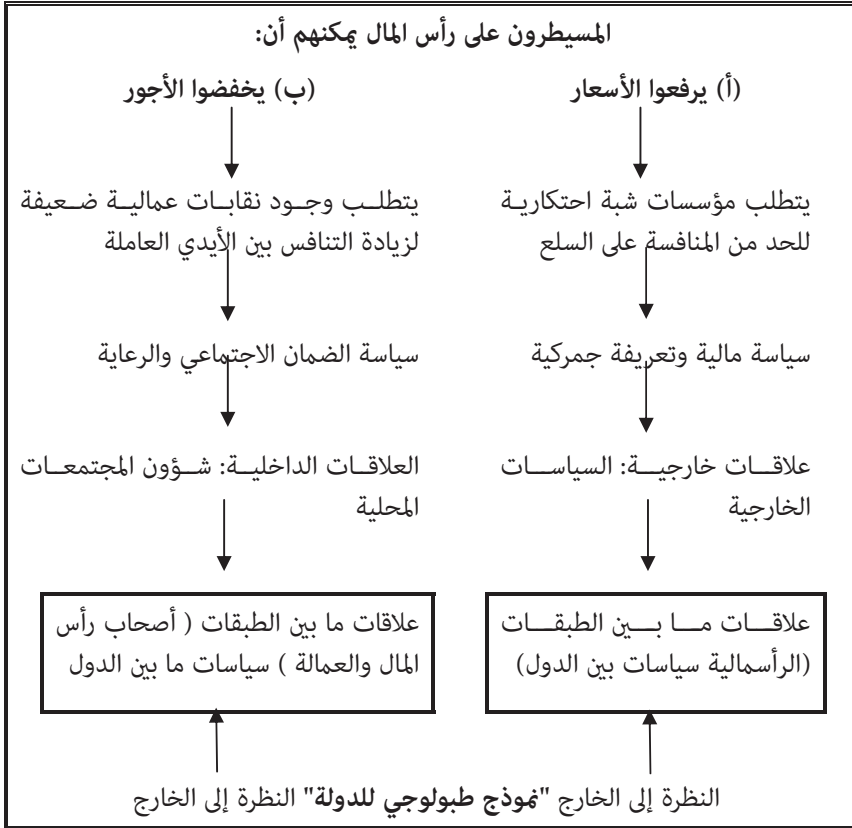 المسيطرون على رأس المال يمكنهم أن:
(أ) يرفعوا الأسعار
(ب) يخفضوا الأجور
يتطلب مؤسسات شبة احتكارية
للحد من المنافسة على السلع
يتطلب وجود نقابات عمالية ضعيفة
لزيادة التنافس بين الأيدي العاملة
سياسة مالية وتعريفة جمركية
سياسة الضمان الاجتماعي والرعاية
علاقات خارجية: السياسات
الخارجية
العلاقات الداخلية: شؤون المجتمعات
المحلية
علاقات ما بين الطبقات
(الرأسمالية سياسات بين الدول)
علاقات ما بين الطبقات ( أصحاب رأس
المال والعمالة ) سياسات ما بين الدول
النظرة إلى الخارج "نموذج طبولوجي للدولة" النظرة إلى الخارج